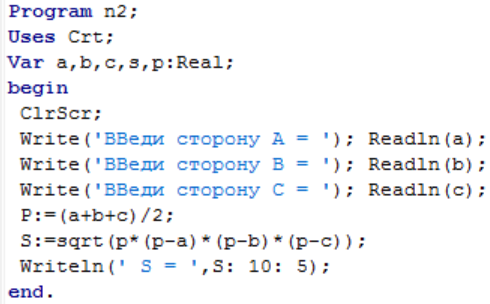 Program n2;
Uses Crt;
Var a,b,c,s,p:Real;
begin
ClrScr;
Write('ВВеди сторону A = '); Readln(a);
Write('ВВеди сторону B = '); Readln(b);
Write('ВВеди сторону C = '); Readln(c);
P:=(a+b+c)/2;
S:=sqrt(p*(p-a)*(p-b)*(p-c));
Writeln(' S = ',S: 10: 5);
end.